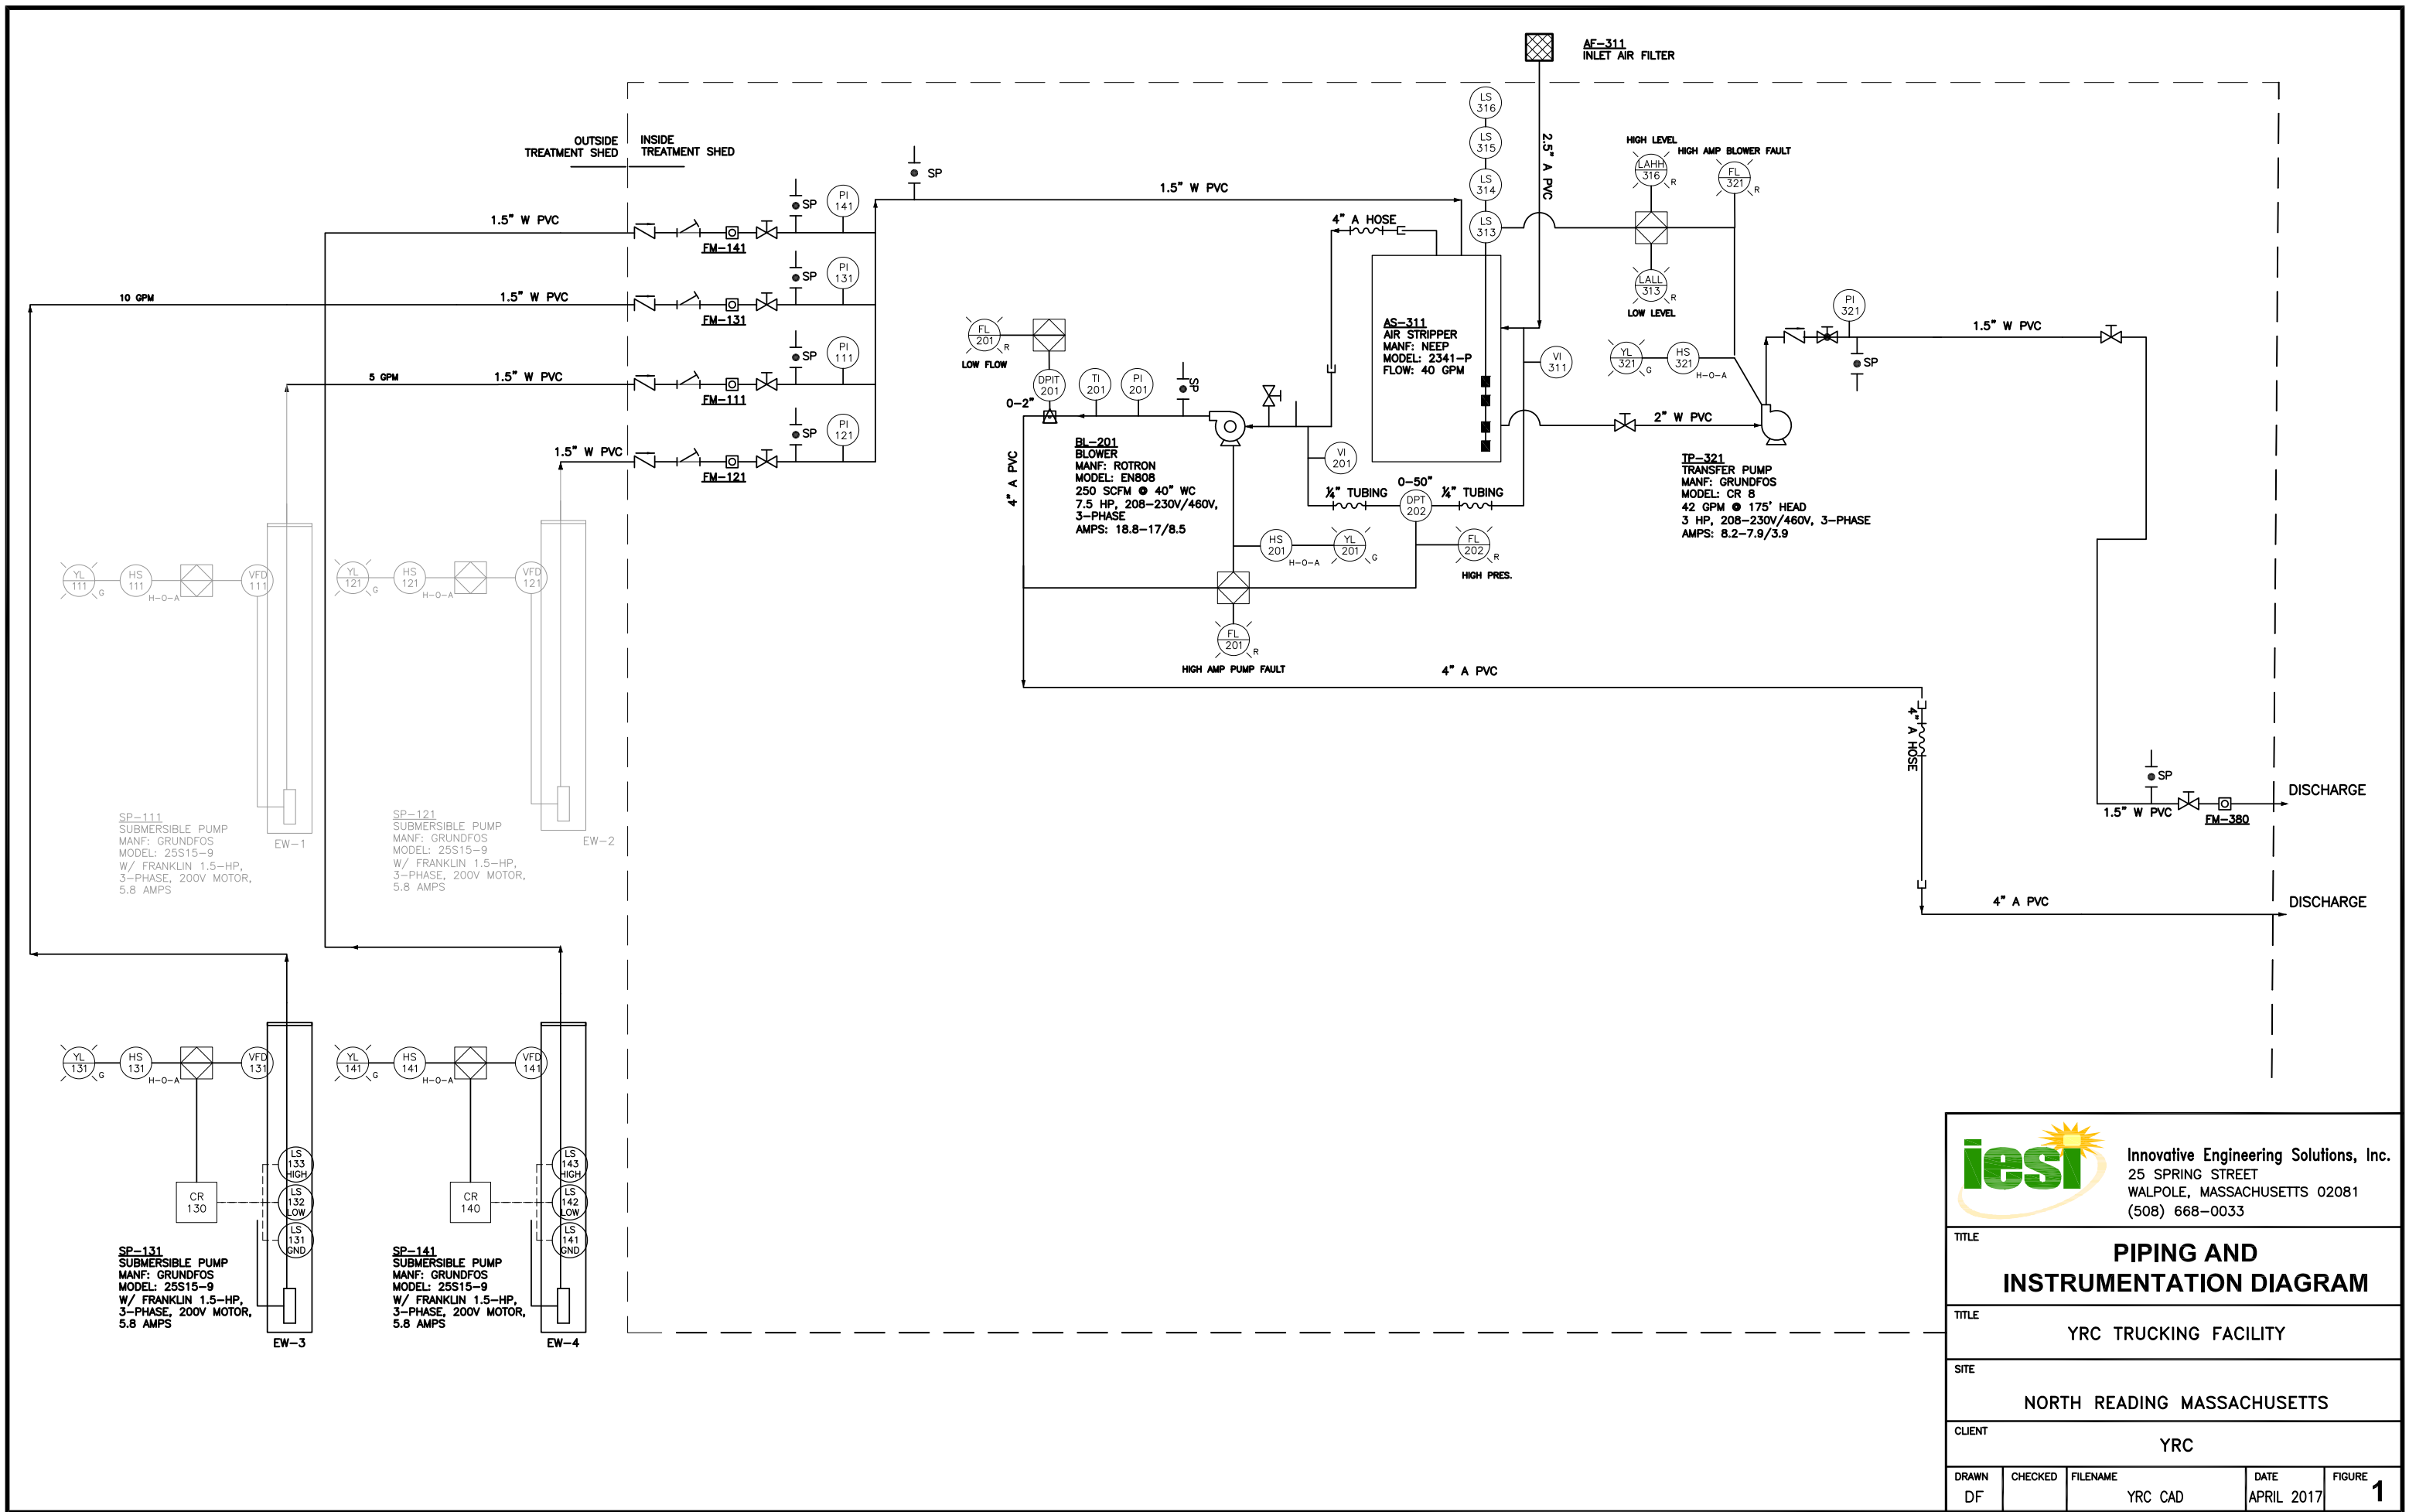 AF-311
INLET AIR FILTER
OUTSIDE
TREATMENT SHED
INSIDE
TREATMENT SHED
SP
1.5" W PVC
2.5" A PVC
LS
316
LS
315
LS
314
LS
313
HIGH LEVEL
LAHH
316
R
HIGH AMP BLOWER FAULT
FL
321
R
LALL
313
R
LOW LEVEL
1.5" W PVC
FM-141
SP
PI
141
10 GPM
1.5" W PVC
FM-131
SP
PI
131
5 GPM
1.5" W PVC
FM-111
SP
PI
111
1.5" W PVC
FM-121
SP
PI
121
4" A HOSE
AS-311
AIR STRIPPER
MANF: NEEP
MODEL: 2341-P
FLOW: 40 GPM
FL
201
R
LOW FLOW
DPIT
201
0-2"
TI
201
PI
201
SP
4" A PVC
BL-201
BLOWER
MANF: ROTRON
MODEL: EN808
250 SCFM @ 40" WC
7.5 HP, 208-230V/460V,
3-PHASE
AMPS: 18.8-17/8.5
VI
201
VI
311
¼" TUBING
0-50"
DPT
202
¼" TUBING
HS
201
H-O-A
YL
201
G
FL
202
R
HIGH PRES.
FL
201
R
HIGH AMP PUMP FAULT
YL
321
G
HS
321
H-O-A
2" W PVC
TP-321
TRANSFER PUMP
MANF: GRUNDFOS
MODEL: CR 8
42 GPM @ 175' HEAD
3 HP, 208-230V/460V, 3-PHASE
AMPS: 8.2-7.9/3.9
PI
321
SP
1.5" W PVC
4" A PVC
4" A HOSE
SP
1.5" W PVC
FM-380
DISCHARGE
4" A PVC
DISCHARGE
YL
111
G
HS
111
H-O-A
VFD
111
SP-111
SUBMERSIBLE PUMP
MANF: GRUNDFOS
MODEL: 25S15-9
W/ FRANKLIN 1.5-HP,
3-PHASE, 200V MOTOR,
5.8 AMPS
EW-1
YL
121
G
HS
121
H-O-A
VFD
121
SP-121
SUBMERSIBLE PUMP
MANF: GRUNDFOS
MODEL: 25S15-9
W/ FRANKLIN 1.5-HP,
3-PHASE, 200V MOTOR,
5.8 AMPS
EW-2
YL
131
G
HS
131
H-O-A
VFD
131
CR
130
LS
133
HIGH
LS
132
LOW
LS
131
GND
SP-131
SUBMERSIBLE PUMP
MANF: GRUNDFOS
MODEL: 25S15-9
W/ FRANKLIN 1.5-HP,
3-PHASE, 200V MOTOR,
5.8 AMPS
EW-3
YL
141
G
HS
141
H-O-A
VFD
141
CR
140
LS
143
HIGH
LS
142
LOW
LS
141
GND
SP-141
SUBMERSIBLE PUMP
MANF: GRUNDFOS
MODEL: 25S15-9
W/ FRANKLIN 1.5-HP,
3-PHASE, 200V MOTOR,
5.8 AMPS
EW-4
iesi
Innovative Engineering Solutions, Inc.
25 SPRING STREET
WALPOLE, MASSACHUSETTS 02081
(508) 668-0033
TITLE
PIPING AND
INSTRUMENTATION DIAGRAM
TITLE
YRC TRUCKING FACILITY
SITE
NORTH READING MASSACHUSETTS
CLIENT
YRC
DRAWN
DF
CHECKED
FILENAME
YRC CAD
DATE
APRIL 2017
FIGURE
1